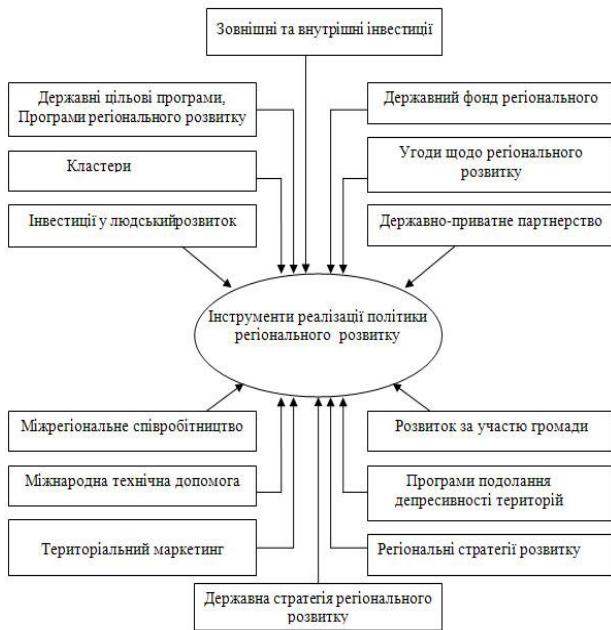 Зовнішні та внутрішні інвестиції
Державні цільові програми,
Програми регіонального розвитку
Державний фонд регіонального
Кластери
Угоди щодо регіонального
розвитку
Інвестиції у людськийрозвиток
Державно-приватне партнерство
Інструменти реалізації політики
регіонального розвитку
Міжрегіональне співробітництво
Розвиток за участю громади
Міжнародна технічна допомога
Програми подолання
депресивності територій
Територіальний маркетинг
Регіональні стратегії розвитку
Державна стратегія регіонального
розвитку